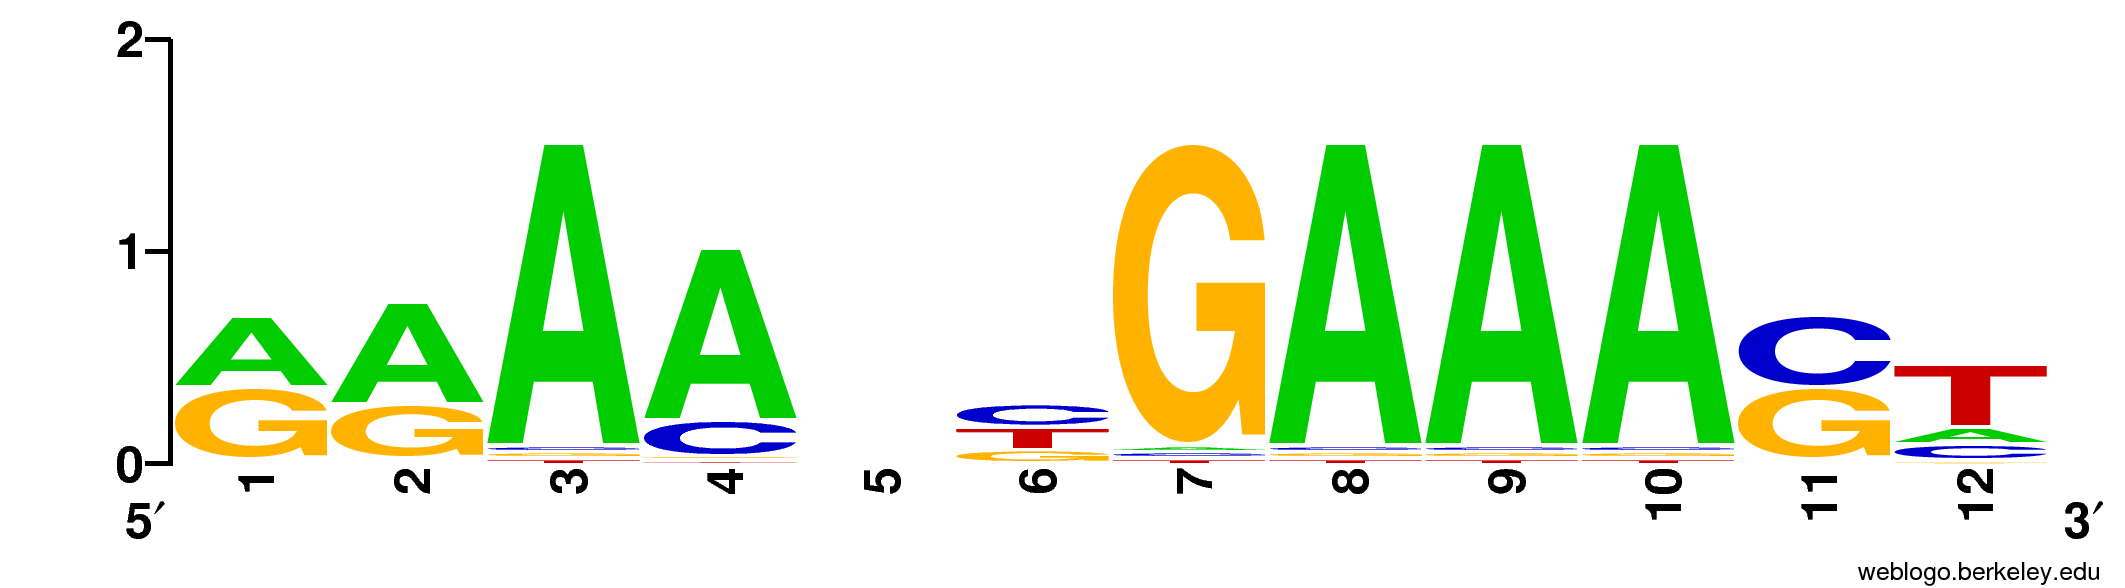 2
1
0
A A A A C G A A A C T
G G C C T A C C C G A
G G G C G G G C
T T T T T T G
1 2 3 4 5 6 7 8 9 10 11 12
5′ 3′
weblogo.berkeley.edu